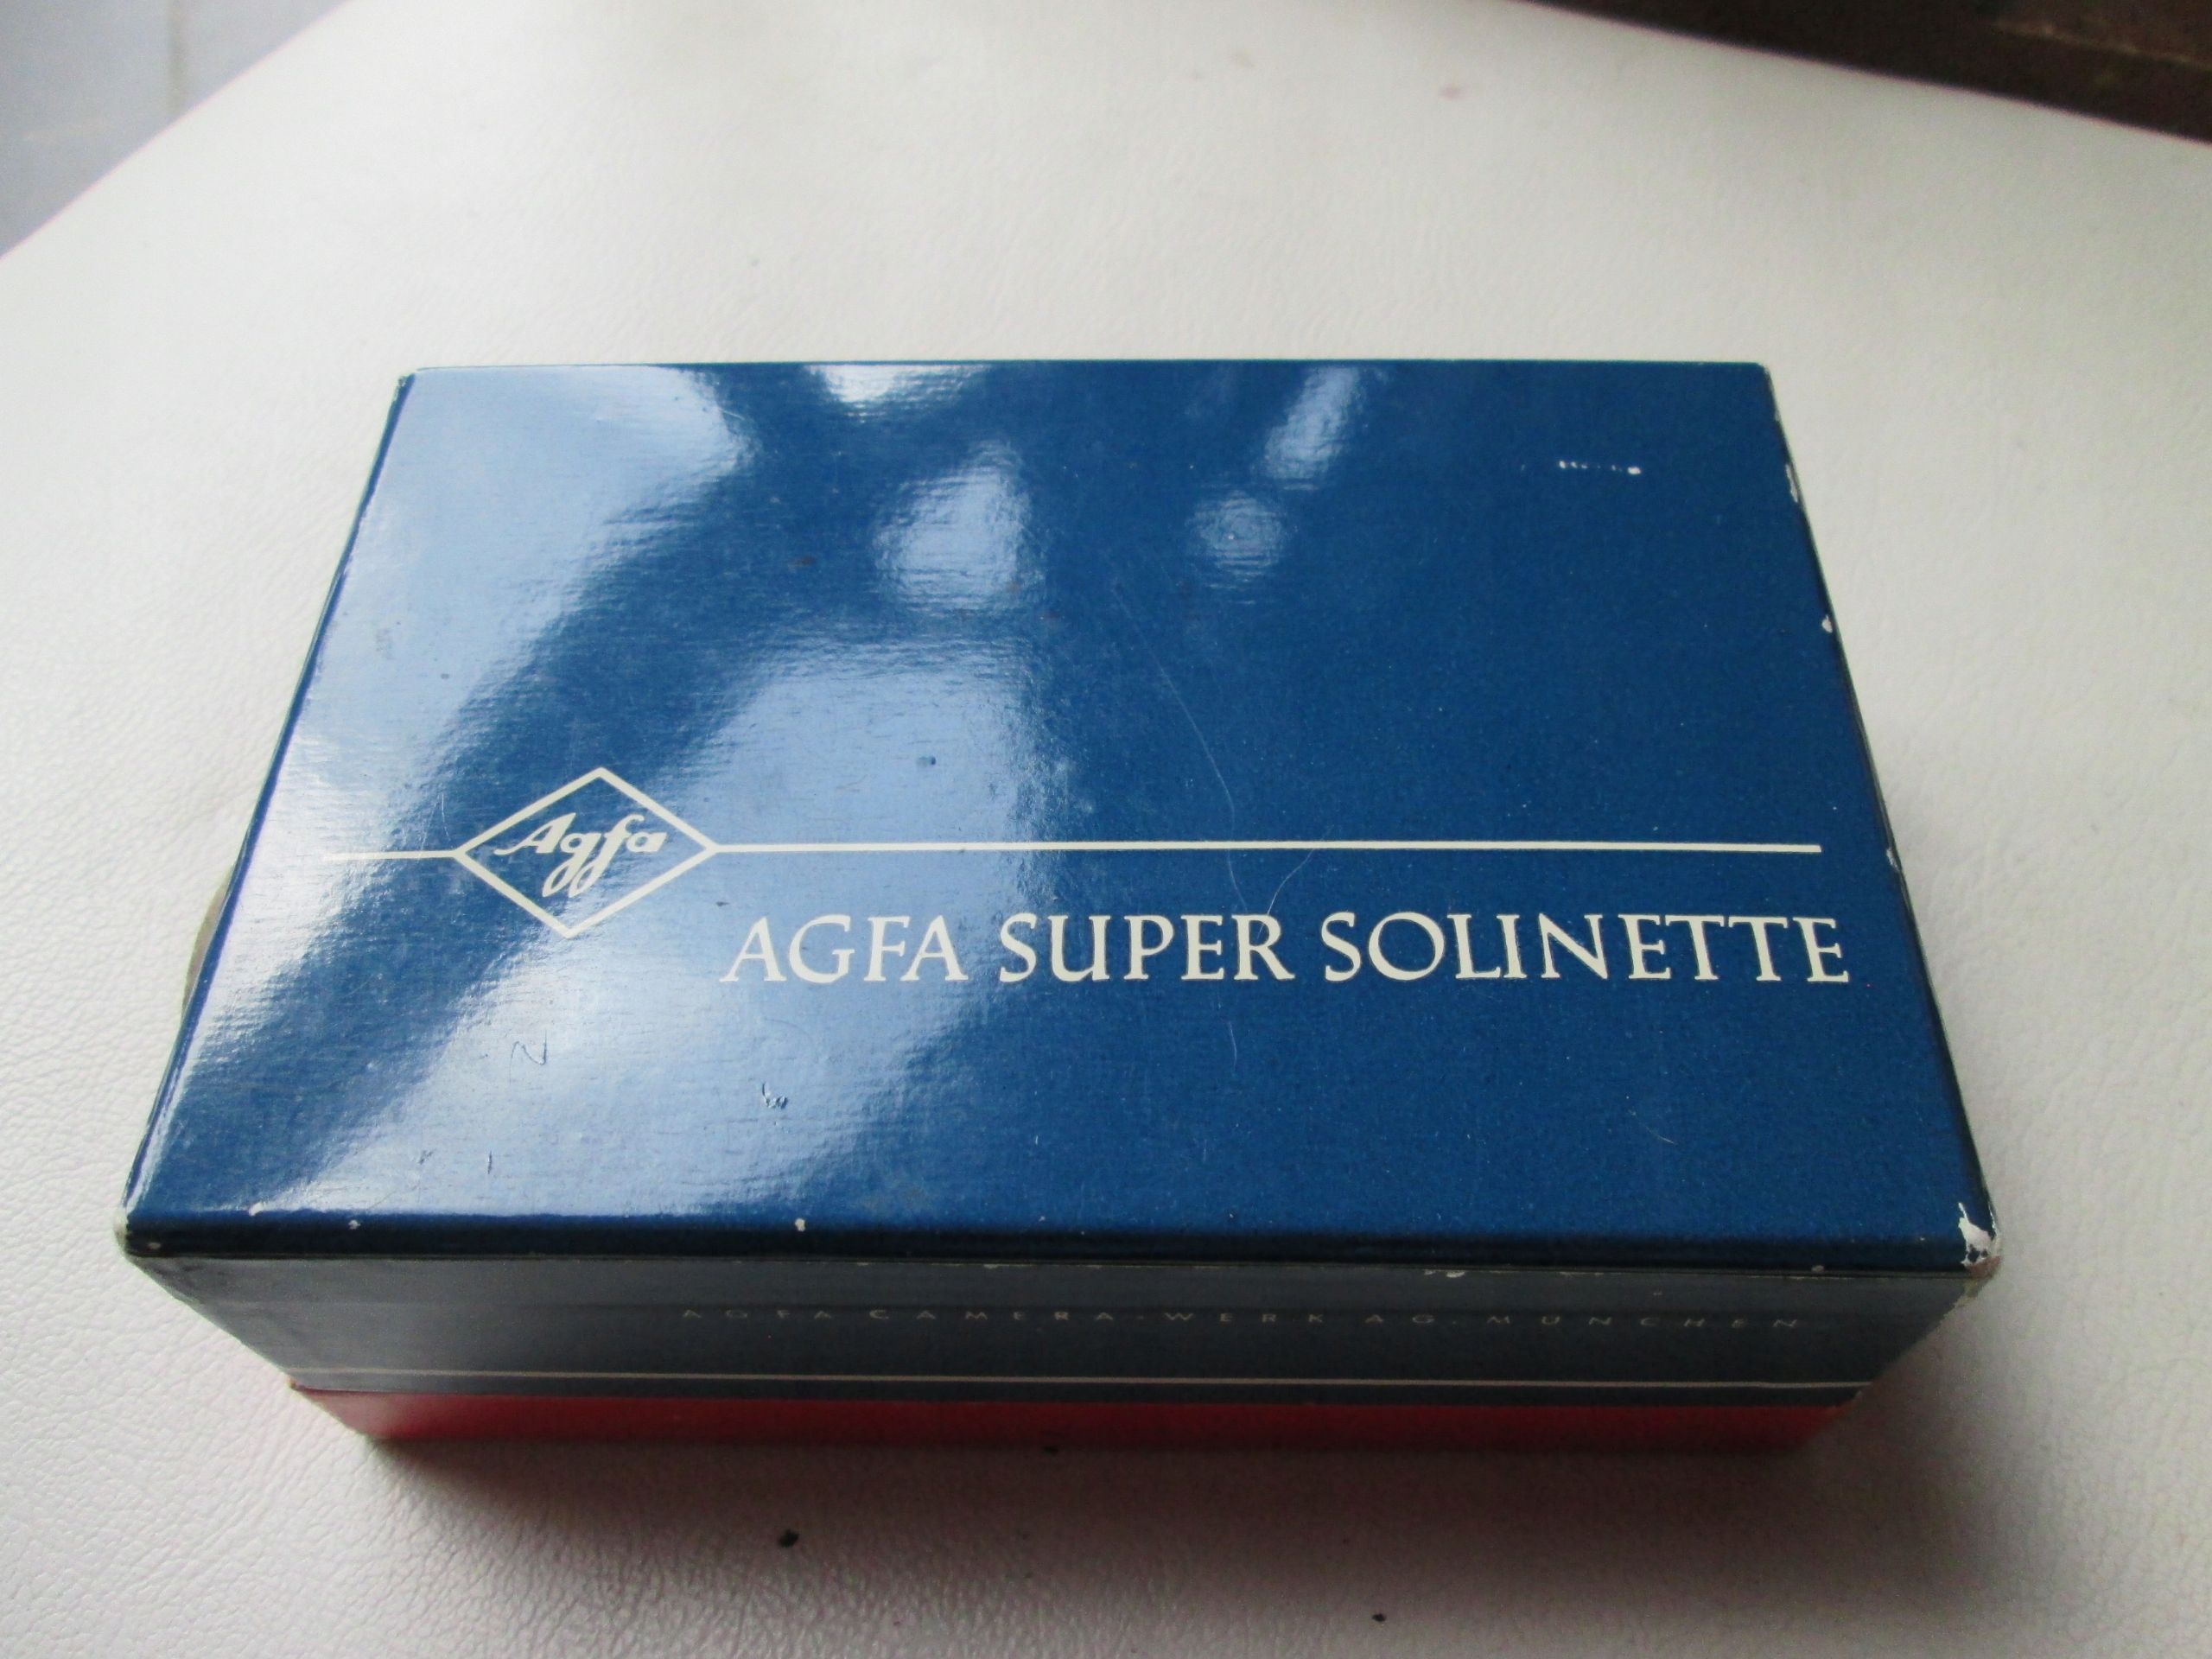 Agfa
AGFA SUPER SOLINETTE
AGFA CAMERA-WERK AG. MÜNCHEN